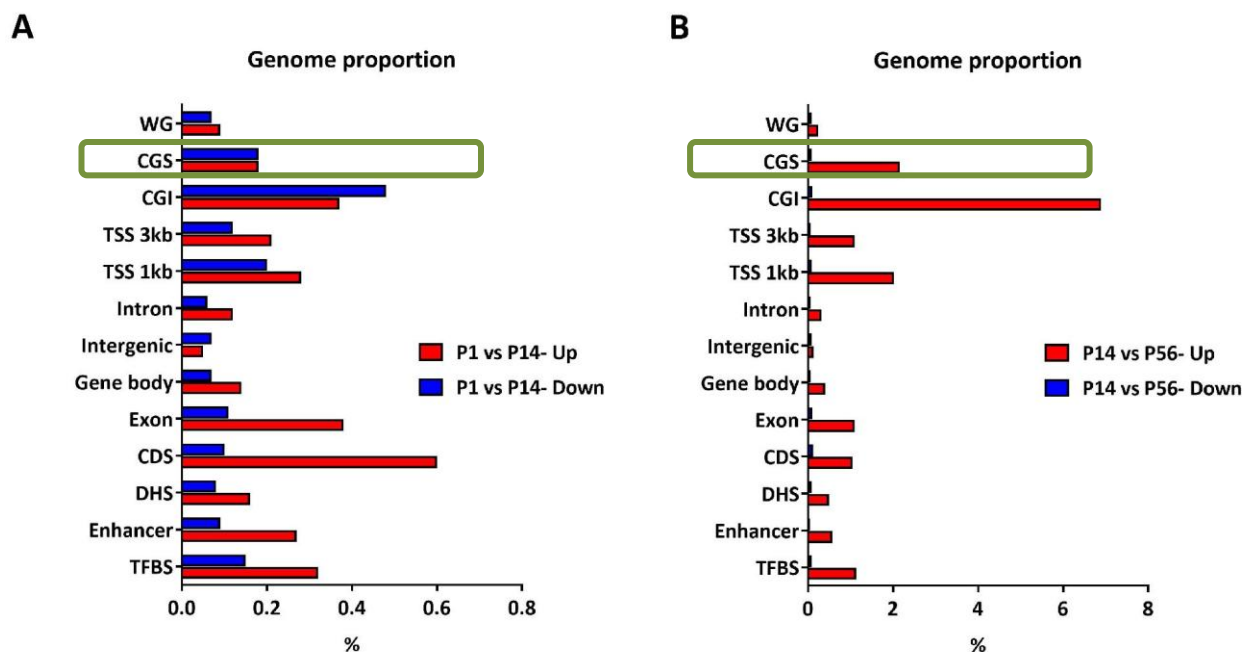 A
Genome proportion
WG
CGS
CGI
TSS 3kb
TSS 1kb
Intron
Intergenic
Gene body
Exon
CDS
DHS
Enhancer
TFBS
P1 vs P14- Up
P1 vs P14- Down
0.0 0.2 0.4 0.6 0.8
%
B
Genome proportion
WG
CGS
CGI
TSS 3kb
TSS 1kb
Intron
Intergenic
Gene body
Exon
CDS
DHS
Enhancer
TFBS
P14 vs P56- Up
P14 vs P56- Down
0 2 4 6 8
%